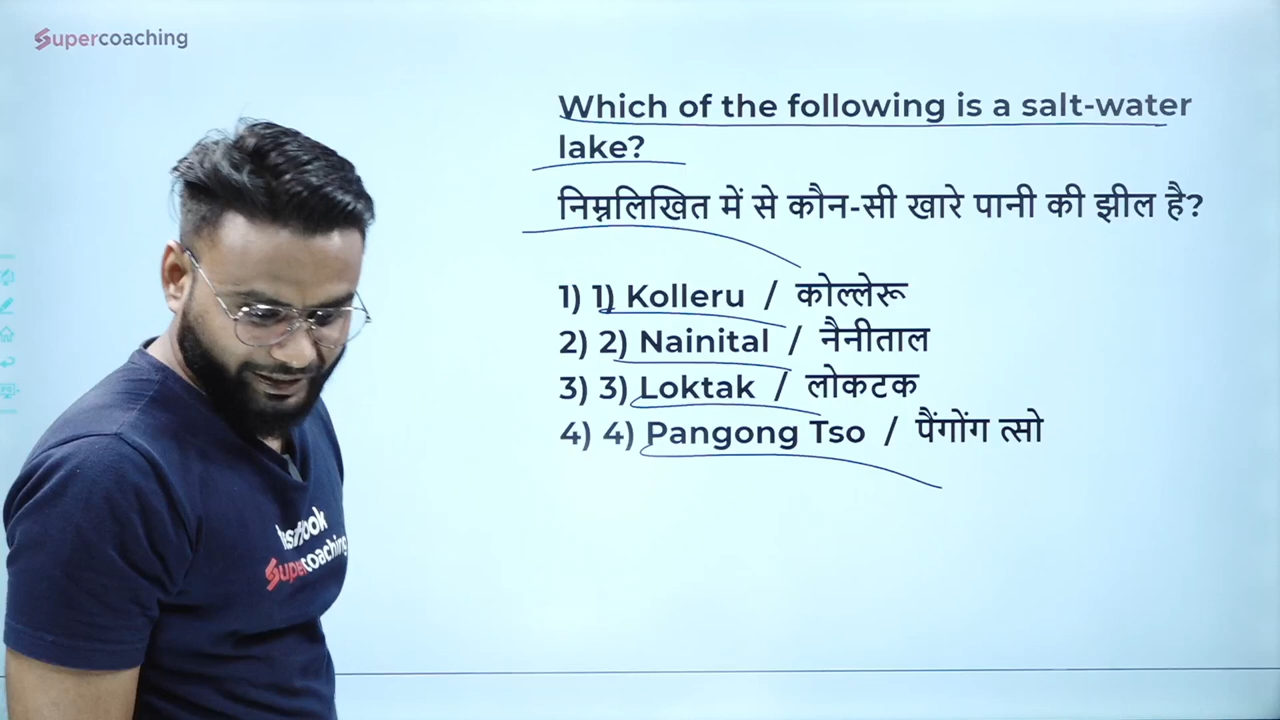 Supercoaching
Which of the following is a salt-water
lake?
निम्नलिखित में से कौन-सी खारे पानी की झील है?
1) 1) Kolleru / कोल्लेरू
2) 2) Nainital / नैनीताल
3) 3) Loktak / लोकटक
4) 4) Pangong Tso / पैंगोंग त्सो
Supercoaching